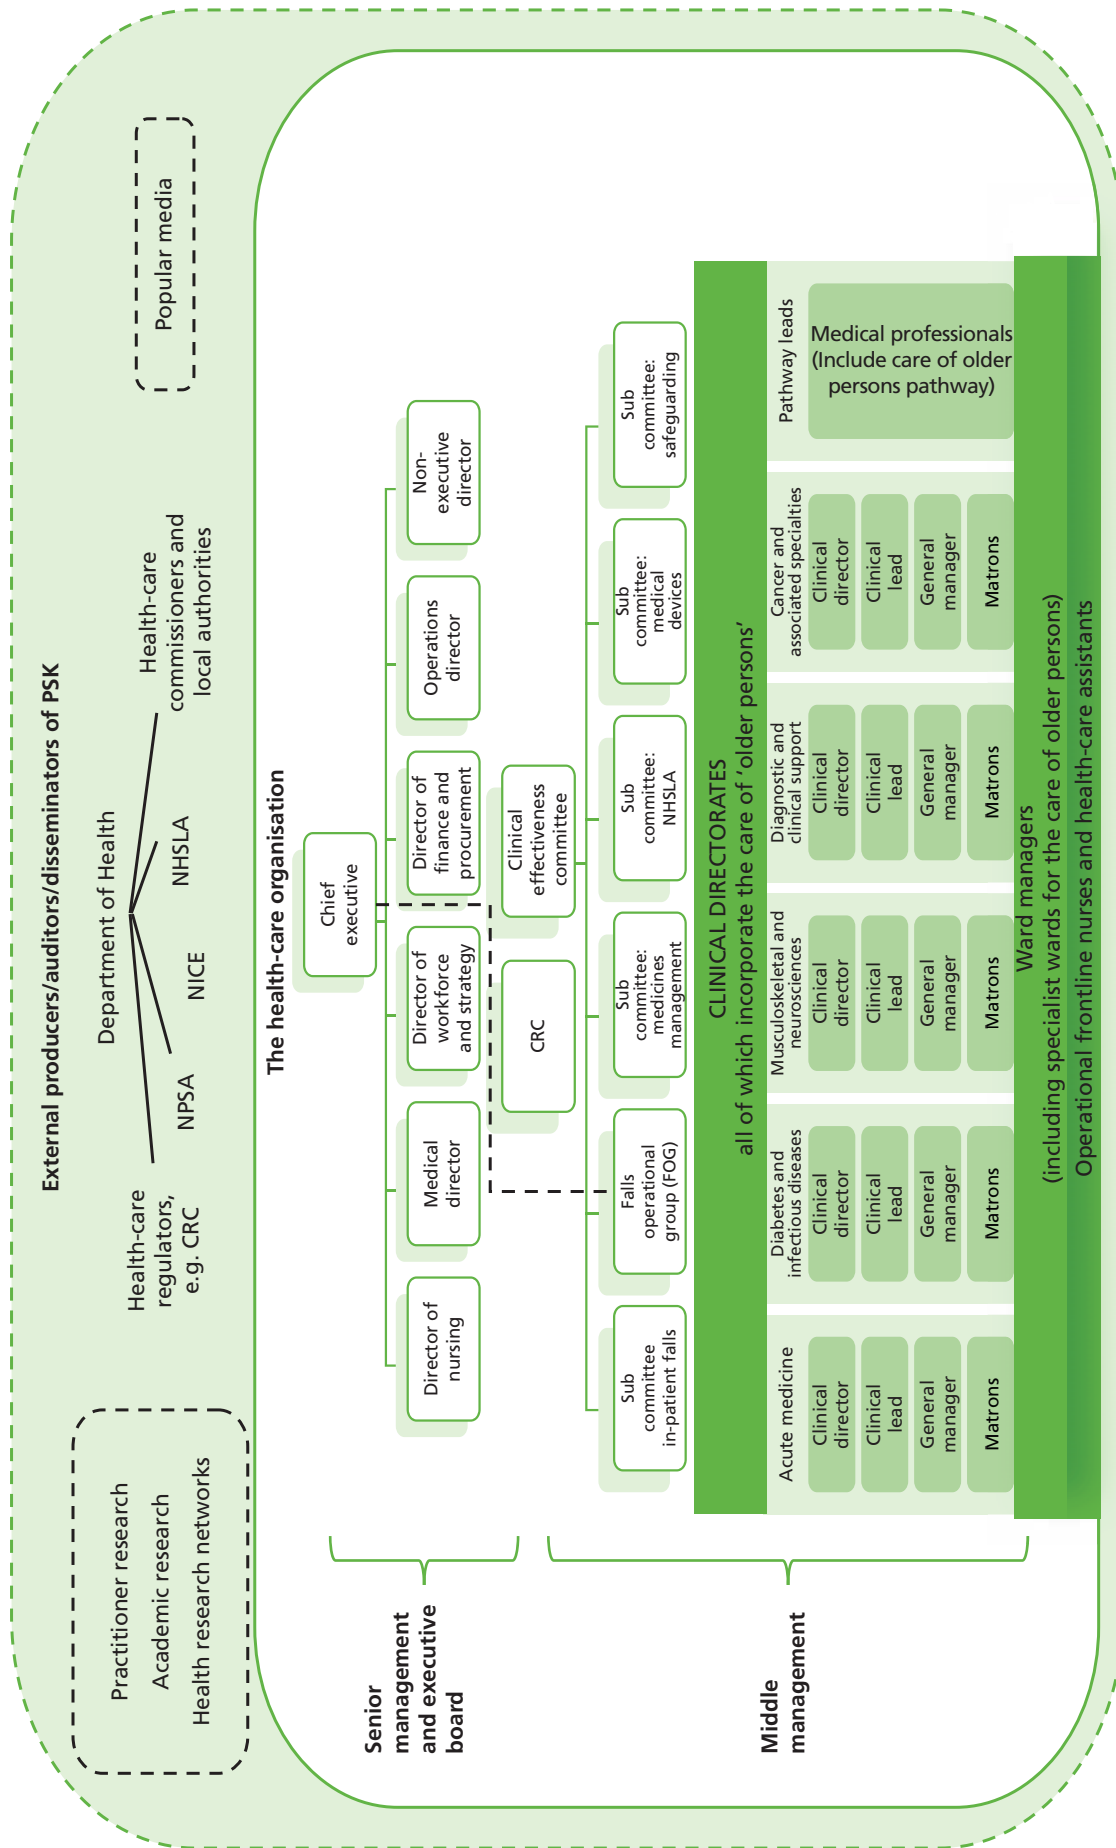 External producers/auditors/disseminators of PSK
Practitioner research
Academic research
Health research networks
Department of Health
Health-care
regulators,
e.g. CRC
NPSA
NICE
NHSLA
Health-care
commissioners and
local authorities
Popular media
The health-care organisation
Senior
management
and executive
board
Chief
executive
Director of
nursing
Medical
director
Director of
workforce
and strategy
Director of
finance and
procurement
Operations
director
Non-
executive
director
Middle
management
CRC
Clinical
effectiveness
committee
Sub
committee
in-patient falls
Falls
operational
group (FOG)
Sub
committee:
medicines
management
Sub
committee:
NHSLA
Sub
committee:
medical
devices
Sub
committee:
safeguarding
CLINICAL DIRECTORATES
all of which incorporate the care of ‘older persons’
Acute medicine
Clinical
director
Clinical
lead
General
manager
Matrons
Diabetes and
infectious diseases
Clinical
director
Clinical
lead
General
manager
Matrons
Musculoskeletal and
neurosciences
Clinical
director
Clinical
lead
General
manager
Matrons
Diagnostic and
clinical support
Clinical
director
Clinical
lead
General
manager
Matrons
Cancer and
associated specialties
Clinical
director
Clinical
lead
General
manager
Matrons
Pathway leads
Medical professionals
(Include care of older
persons pathway)
Ward managers
(including specialist wards for the care of older persons)
Operational frontline nurses and health-care assistants